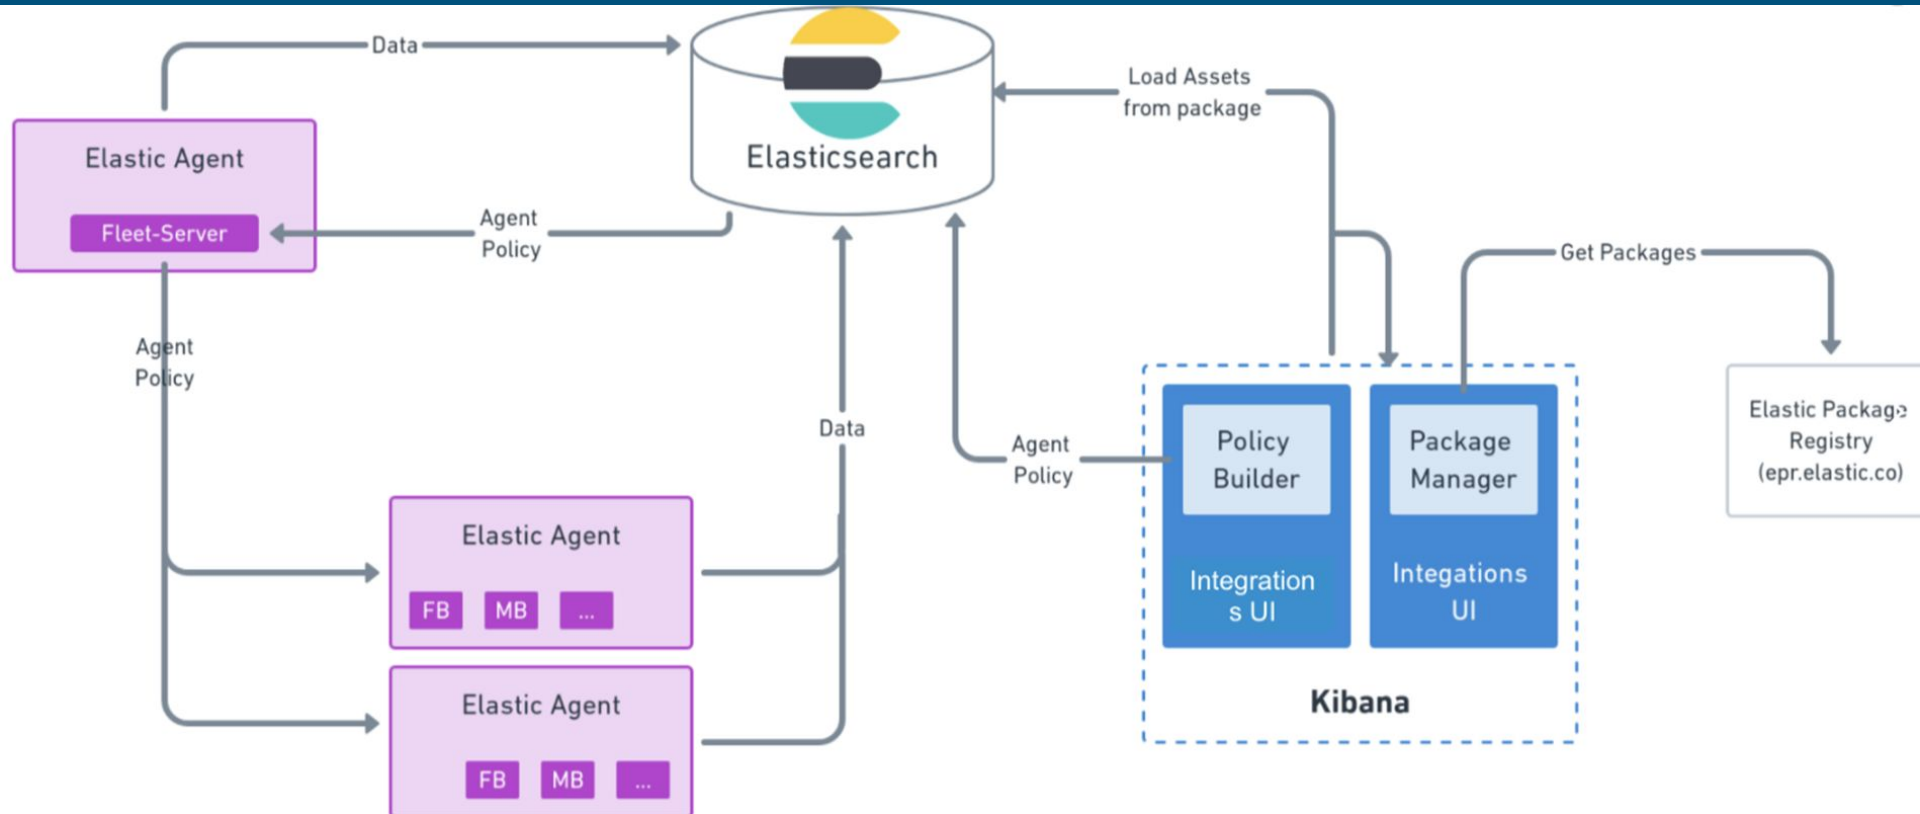 Data
Elasticsearch
Load Assets
from package
Elastic Agent
Fleet-Server
Agent
Policy
Get Packages
Agent
Policy
Data
Agent
Policy
Policy
Builder
Integration
s UI
Package
Manager
Integations
UI
Kibana
Elastic Package
Registry
(epr.elastic.co)
Elastic Agent
FB
MB
...
Elastic Agent
FB
MB
...